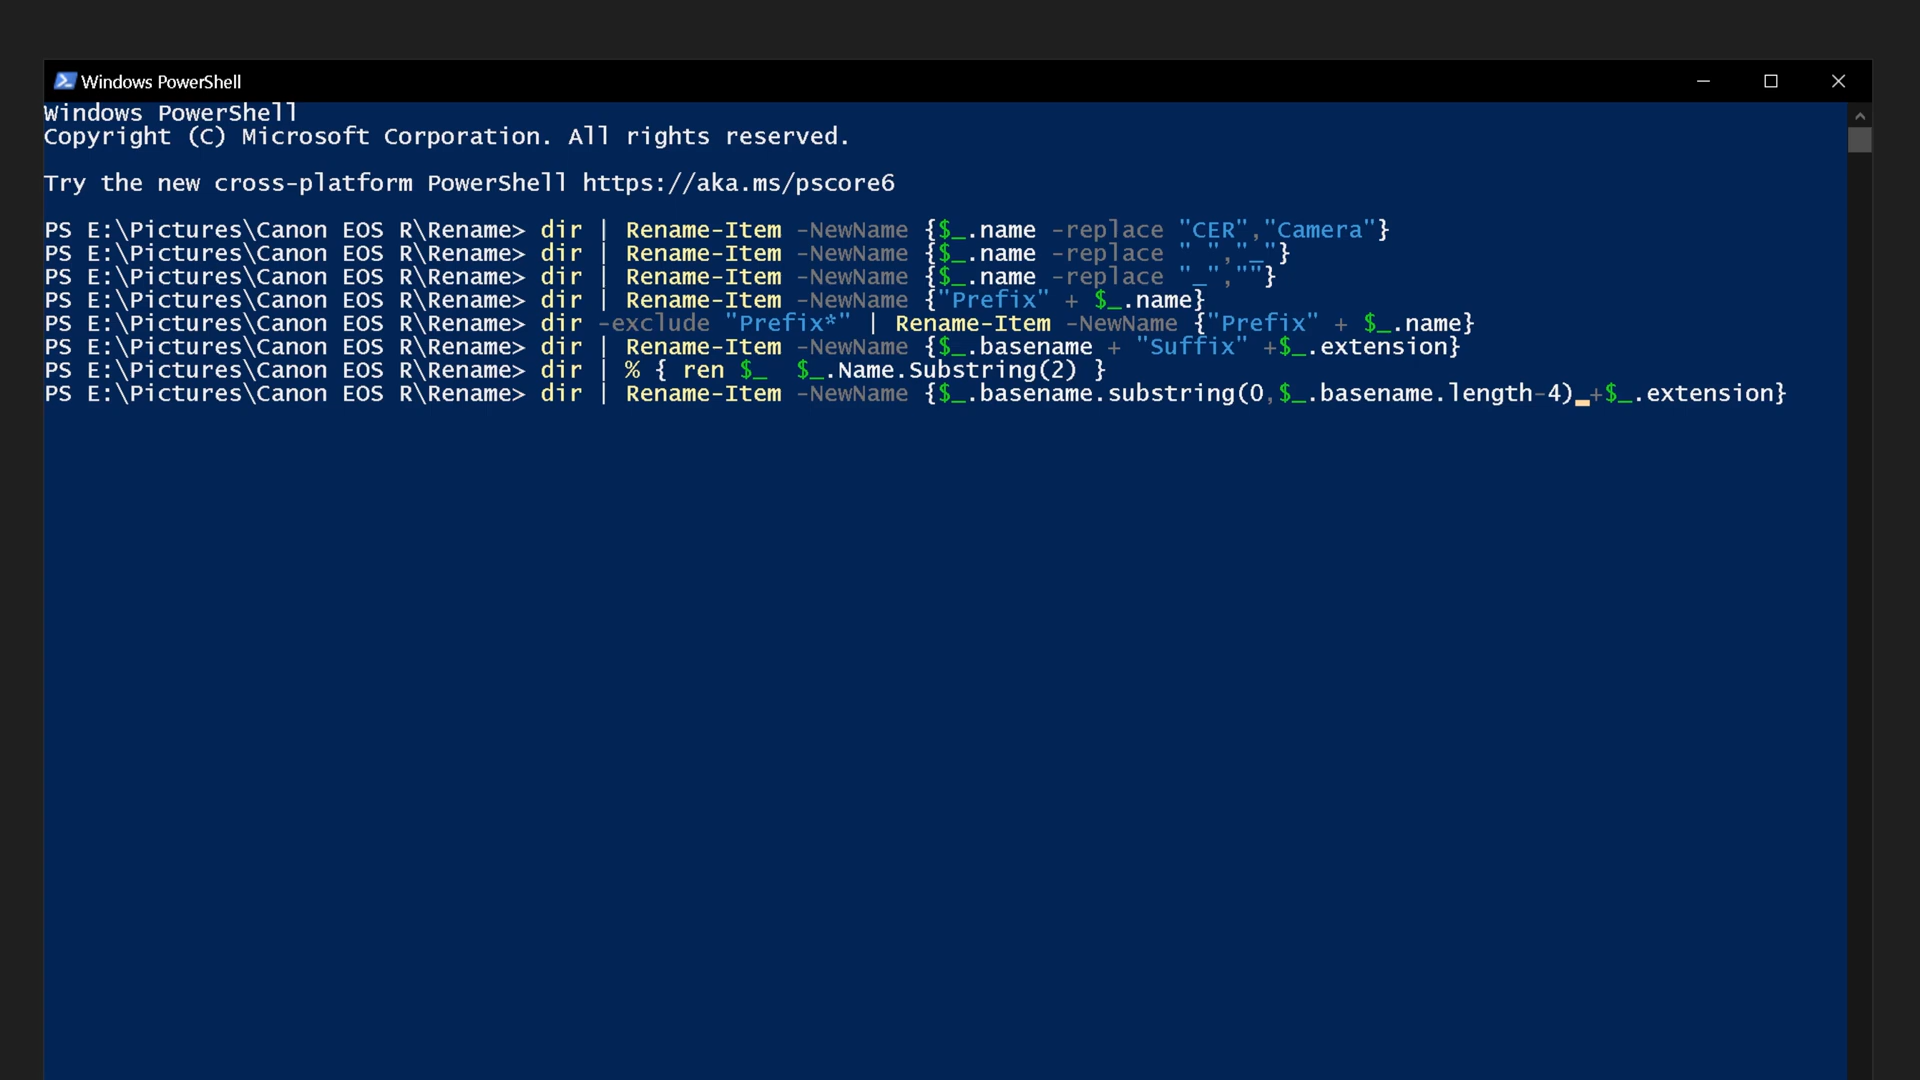 Windows PowerShell
Windows PowerShell
Copyright (C) Microsoft Corporation. All rights reserved.
Try the new cross-platform PowerShell https://aka.ms/pscore6
PS E:\Pictures\Canon EOS R\Rename> dir | Rename-Item -NewName {$_.name -replace "CER","Camera"}
PS E:\Pictures\Canon EOS R\Rename> dir | Rename-Item -NewName {$_.name -replace " ","_"}
PS E:\Pictures\Canon EOS R\Rename> dir | Rename-Item -NewName {$_.name -replace "_",""}
PS E:\Pictures\Canon EOS R\Rename> dir | Rename-Item -NewName {"Prefix" + $_.name}
PS E:\Pictures\Canon EOS R\Rename> dir -exclude "Prefix*" | Rename-Item -NewName {"Prefix" + $_.name}
PS E:\Pictures\Canon EOS R\Rename> dir | Rename-Item -NewName {$_.basename + "Suffix" +$_.extension}
PS E:\Pictures\Canon EOS R\Rename> dir | % { ren $_  $_.Name.Substring(2) }
PS E:\Pictures\Canon EOS R\Rename> dir | Rename-Item -NewName {$_.basename.substring(0,$_.basename.length-4) +$_.extension}